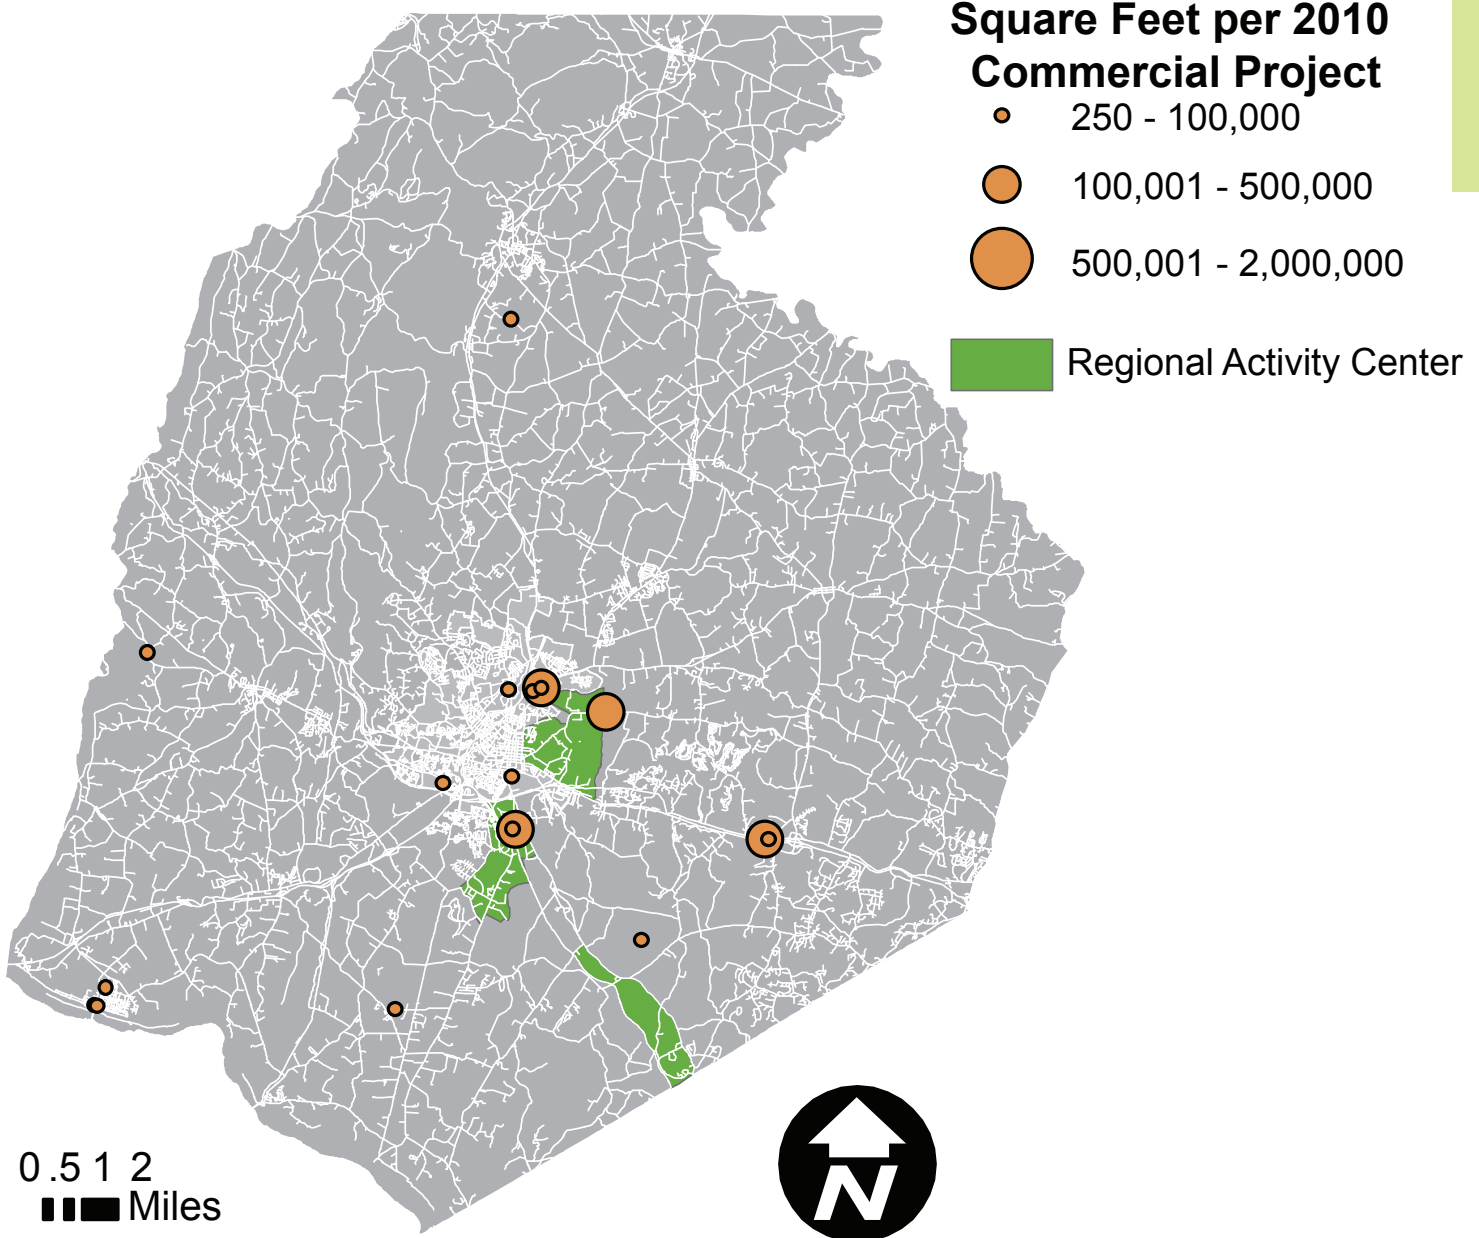 Square Feet per 2010
Commercial Project
250 - 100,000
100,001 - 500,000
500,001 - 2,000,000
Regional Activity Center
0 .5 1 2
Miles
N